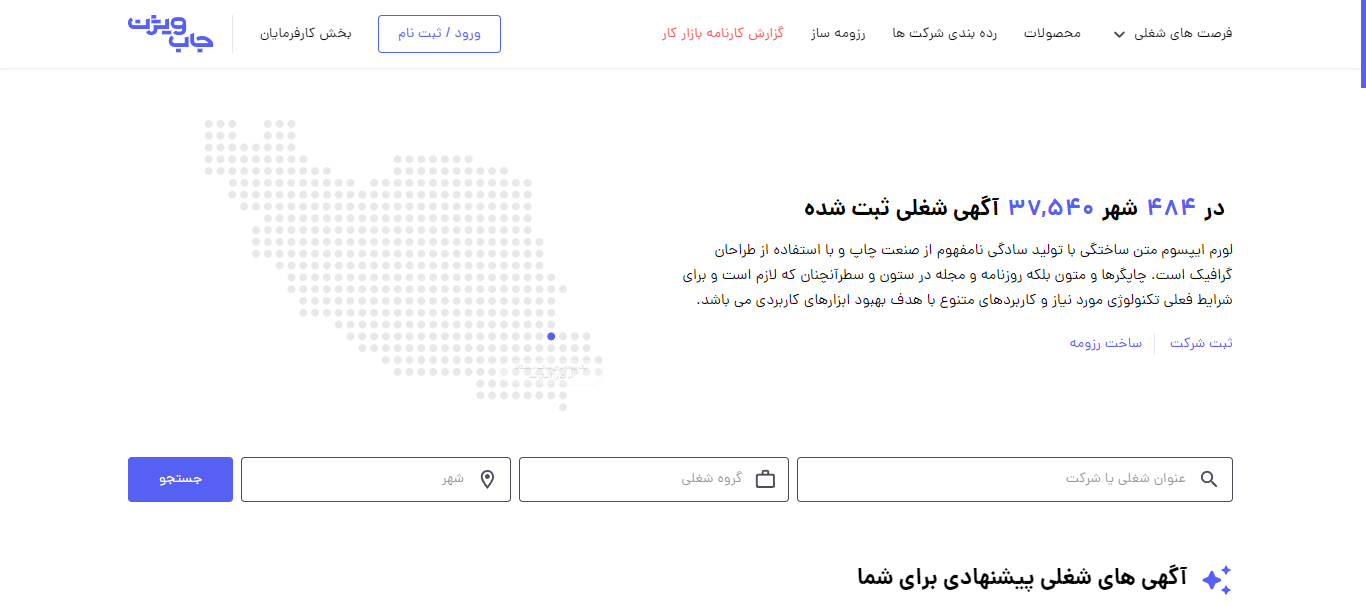 فرصت های شغلی
محصولات
رده بندی شرکت ها
رزومه ساز
گزارش کارنامه بازار کار
ورود / ثبت نام
بخش کارفرمایان
جاب ویژن
در ۴۸۴ شهر ۳۷,۵۴۰ آگهی شغلی ثبت شده
لورم ایپسوم متن ساختگی با تولید سادگی نامفهوم از صنعت چاپ و با استفاده از طراحان
گرافیک است. چاپگرها و متون بلکه روزنامه و مجله در ستون و سطرآنچنان که لازم است و برای
شرایط فعلی تکنولوژی مورد نیاز و کاربردهای متنوع با هدف بهبود ابزارهای کاربردی می باشد.
ثبت شرکت
ساخت رزومه
عنوان شغلی یا شرکت
گروه شغلی
شهر
جستجو
آگهی های شغلی پیشنهادی برای شما